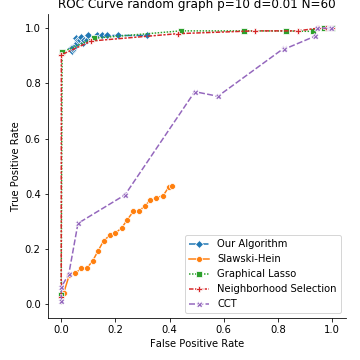 ROC Curve random graph p=10 d=0.01 N=60
True Positive Rate
1.0
0.8
0.6
0.4
0.2
0.0
Our Algorithm
Slawski-Hein
Graphical Lasso
Neighborhood Selection
CCT
0.0 0.2 0.4 0.6 0.8 1.0
False Positive Rate